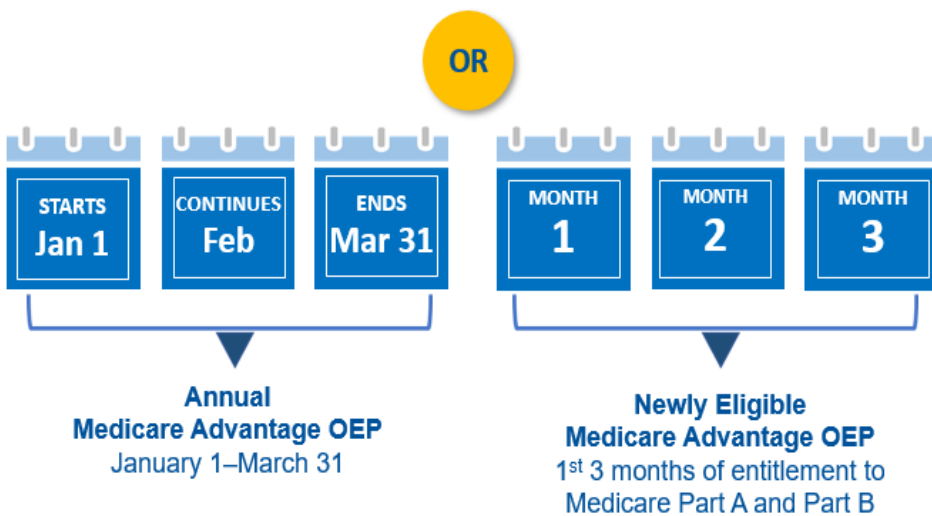 OR
STARTS
Jan 1
CONTINUES
Feb
ENDS
Mar 31
MONTH
1
MONTH
2
MONTH
3
Annual
Medicare Advantage OEP
January 1–March 31
Newly Eligible
Medicare Advantage OEP
1st 3 months of entitlement to
Medicare Part A and Part B